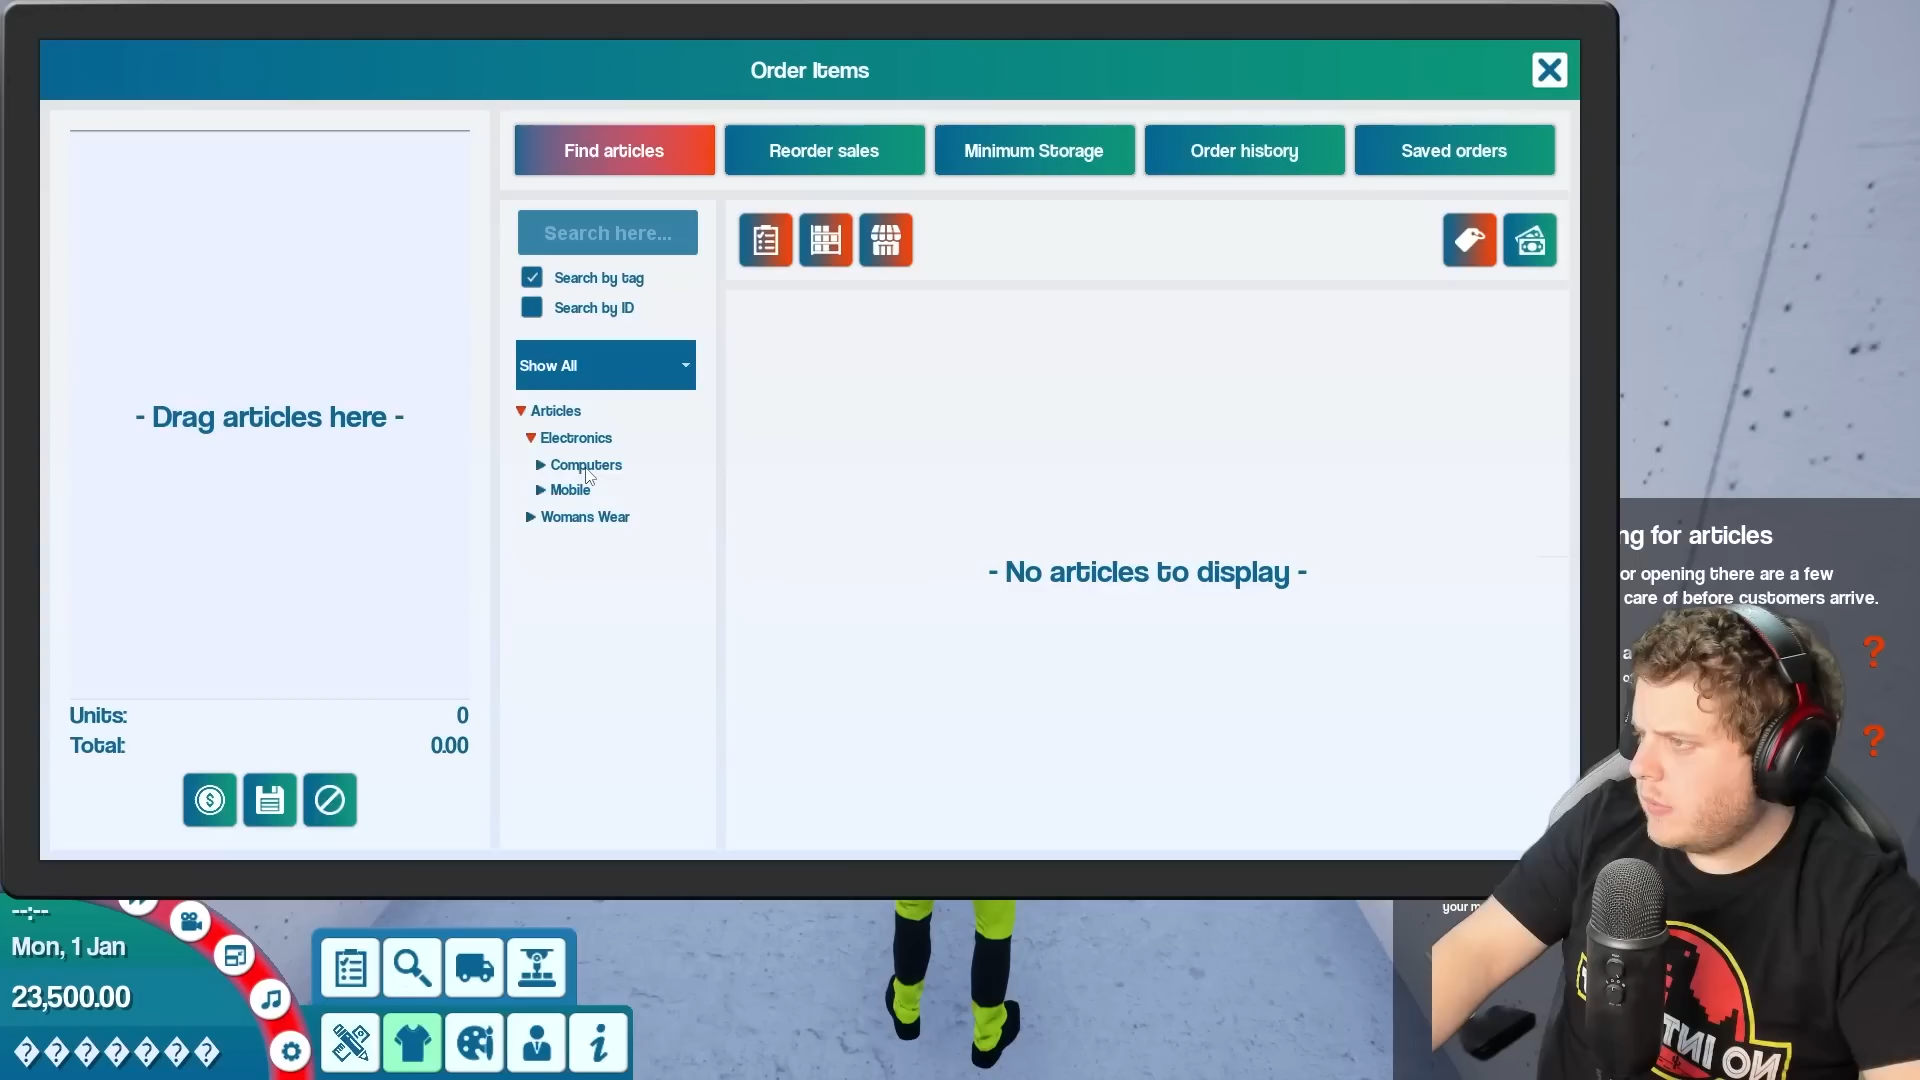 Order Items
Find articles
Reorder sales
Minimum Storage
Order history
Saved orders
Search here...
Search by tag
Search by ID
Show All
Articles
Electronics
Computers
Mobile
Womans Wear
- Drag articles here -
- No articles to display -
Units: 0
Total: 0.00
ng for articles
or opening there are a few
care of before customers arrive.
?
?
your m
--:--
Mon, 1 Jan
23,500.00
NO INT